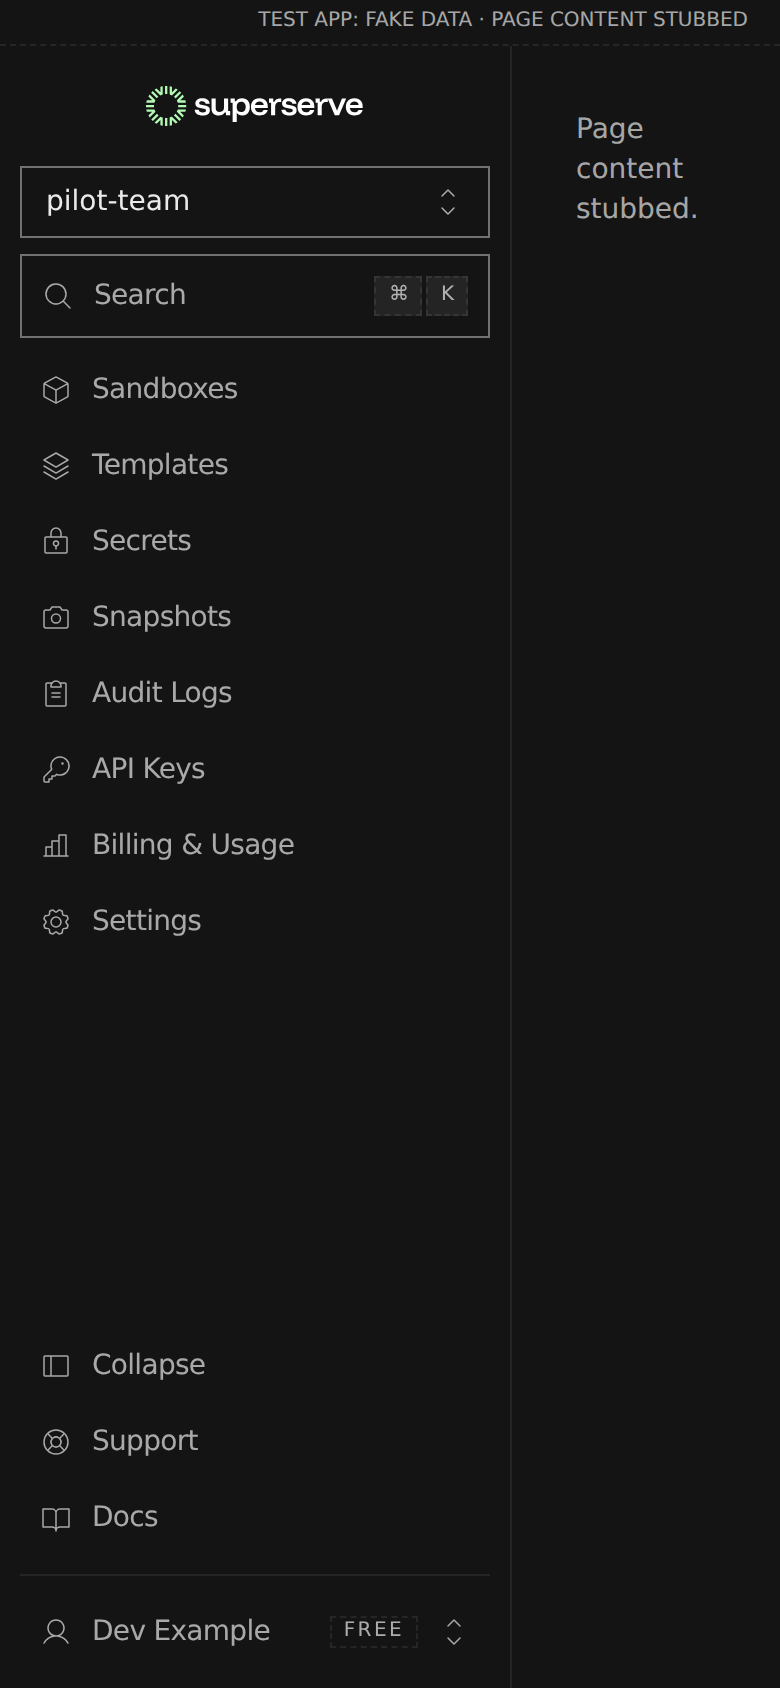 TEST APP: FAKE DATA · PAGE CONTENT STUBBED
superserve
pilot-team
Search ⌘ K
Sandboxes
Templates
Secrets
Snapshots
Audit Logs
API Keys
Billing & Usage
Settings
Collapse
Support
Docs
Dev Example FREE
Page
content
stubbed.